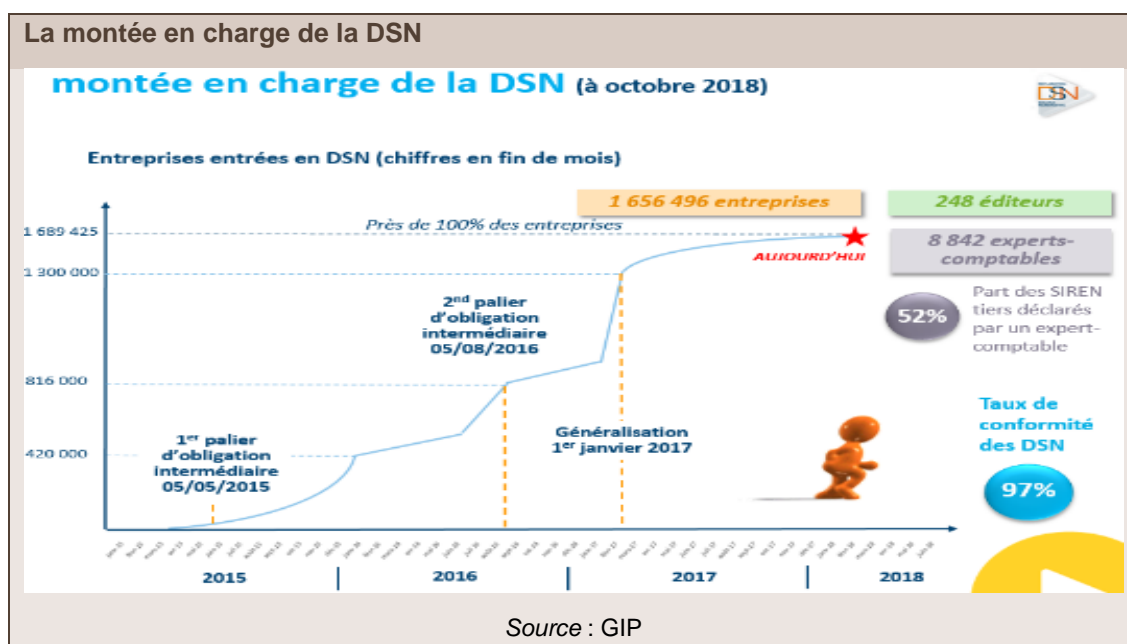 La montée en charge de la DSN
montée en charge de la DSN (à octobre 2018)
DSN
Entreprises entrées en DSN (chiffres en fin de mois)
1 656 496 entreprises
248 éditeurs
Près de 100% des entreprises
1 689 425
8 842 experts-
comptables
AUJOURD'HUI
1 300 000
2nd palier
d'obligation
intermédiaire
05/08/2016
52%
Part des SIREN
tiers déclarés
par un expert-
comptable
816 000
1er palier
d'obligation
intermédiaire
05/05/2015
Généralisation
1er janvier 2017
Taux de
conformité
des DSN
420 000
97%
2015
2016
2017
2018
Source : GIP